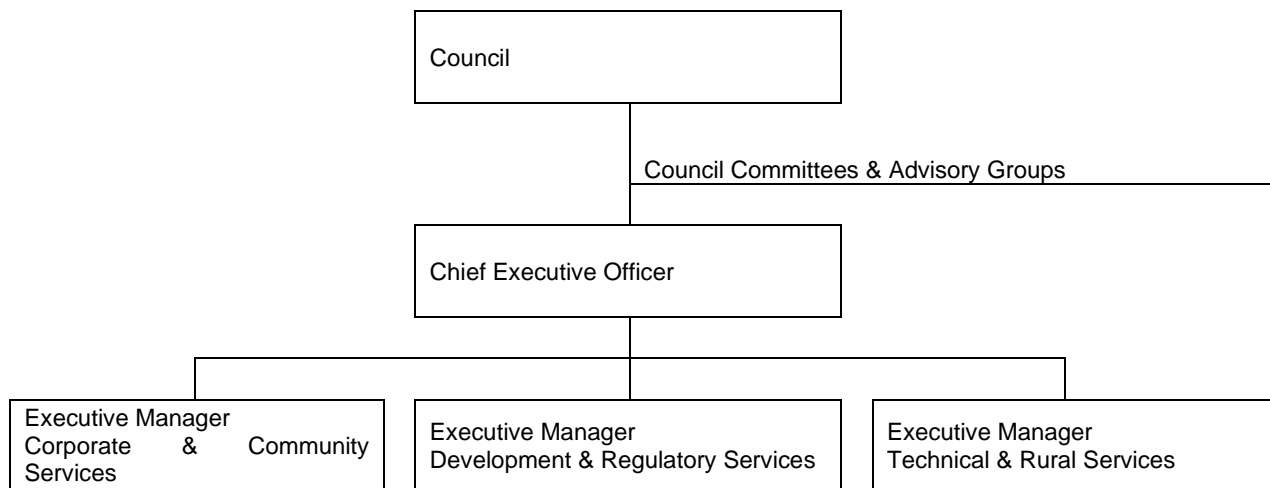 Council
Council Committees & Advisory Groups
Chief Executive Officer
Executive Manager
Corporate & Community
Services
Executive Manager
Development & Regulatory Services
Executive Manager
Technical & Rural Services